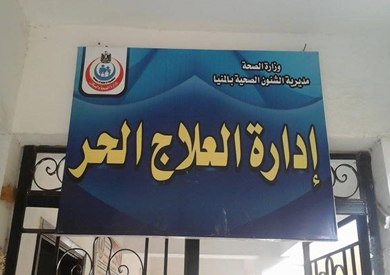 وزارة الصحة
مديرية الشئون الصحية بالمنيا
إدارة العلاج الحر